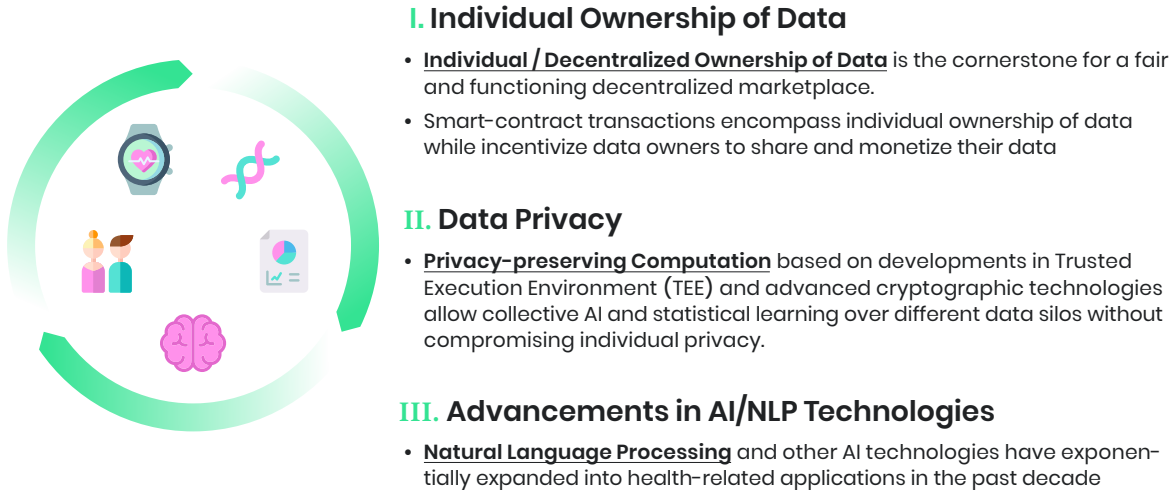 I. Individual Ownership of Data
• Individual / Decentralized Ownership of Data is the cornerstone for a fair
and functioning decentralized marketplace.
• Smart-contract transactions encompass individual ownership of data
while incentivize data owners to share and monetize their data
II. Data Privacy
• Privacy-preserving Computation based on developments in Trusted
Execution Environment (TEE) and advanced cryptographic technologies
allow collective AI and statistical learning over different data silos without
compromising individual privacy.
III. Advancements in AI/NLP Technologies
• Natural Language Processing and other AI technologies have exponen-
tially expanded into health-related applications in the past decade